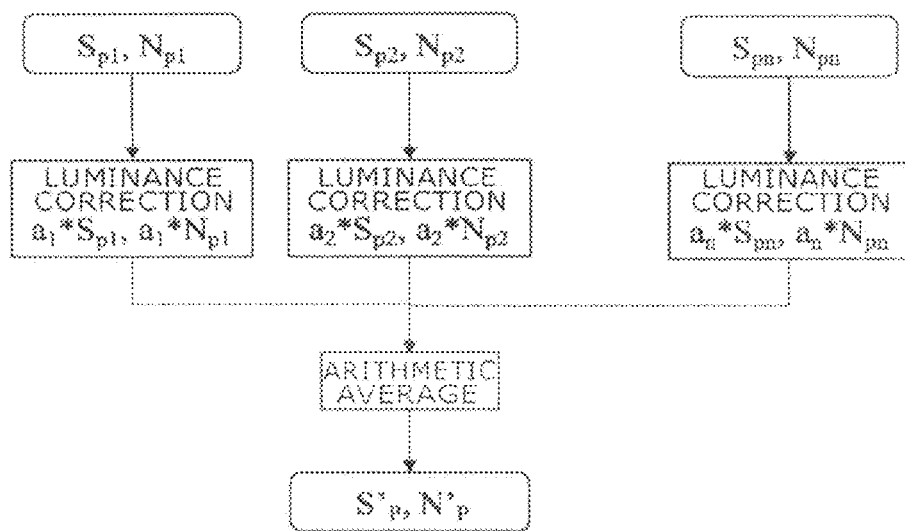 S_p1, N_p1
S_p2, N_p2
S_pn, N_pn
LUMINANCE
CORRECTION
a_1*S_p1, a_1*N_p1
LUMINANCE
CORRECTION
a_2*S_p2, a_2*N_p2
LUMINANCE
CORRECTION
a_n*S_pn, a_n*N_pn
ARITHMETIC
AVERAGE
S'_p, N'_p